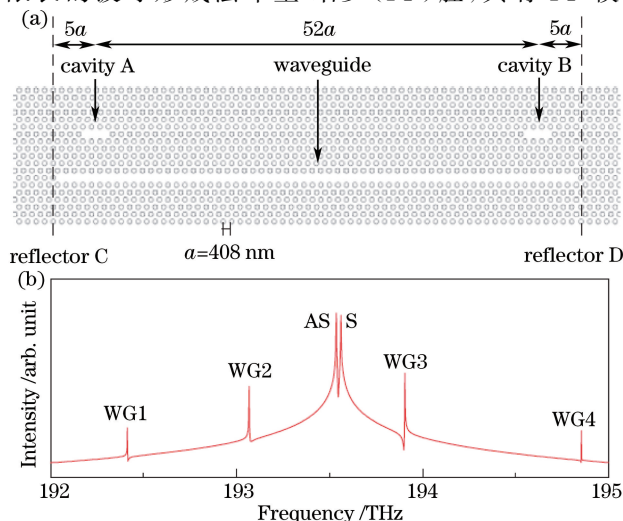 (a)
5a 52a 5a
cavity A waveguide cavity B
a=408 nm
reflector C reflector D
(b)
Intensity /arb. unit
AS S
WG3
WG2
WG1
WG4
192 193 194 195
Frequency /THz